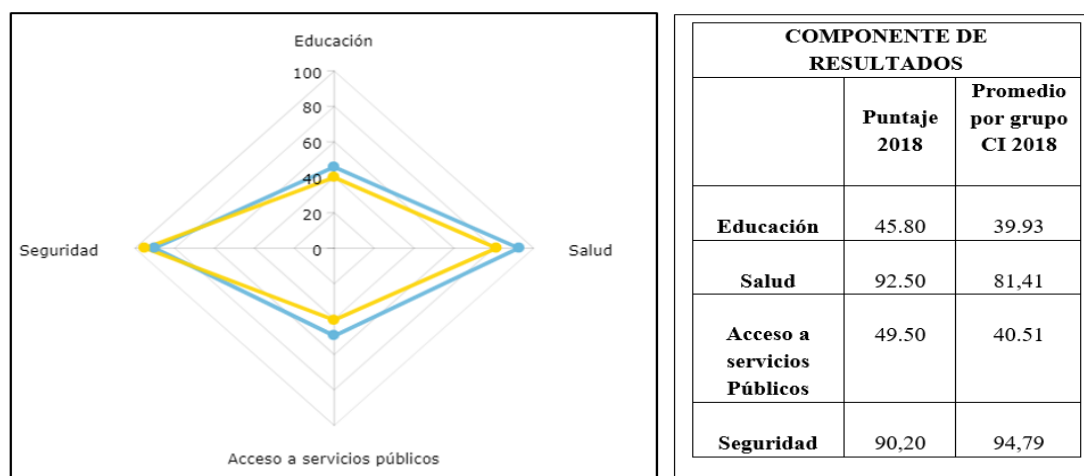 Educación
100
80
60
40
20
0
Seguridad
Salud
Acceso a servicios públicos
COMPONENTE DE
RESULTADOS
Puntaje
2018
Promedio
por grupo
CI 2018
Educación
45.80
39.93
Salud
92.50
81,41
Acceso a
servicios
Públicos
49.50
40.51
Seguridad
90,20
94,79